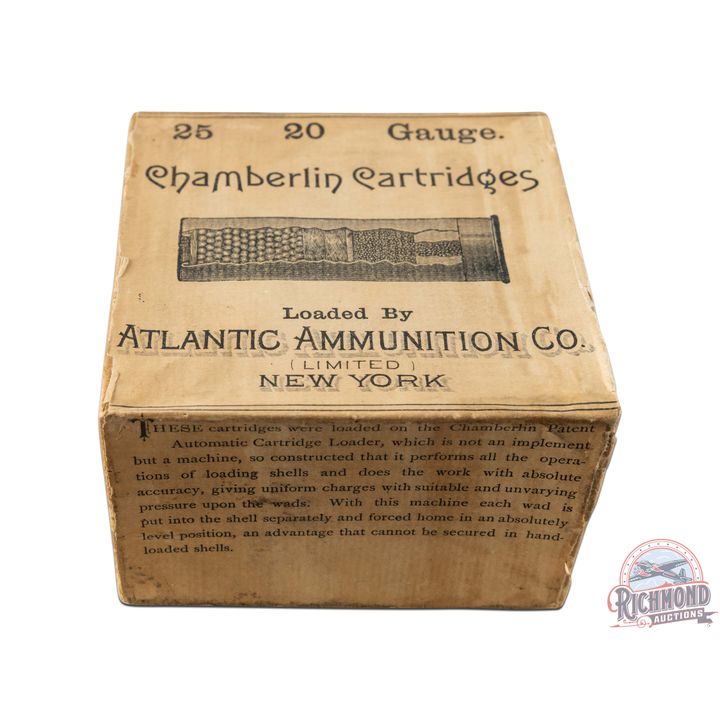 25 20 Gauge.
Chamberlin Cartridges
Loaded By
ATLANTIC AMMUNITION CO.
(LIMITED)
NEW YORK
THESE cartridges were loaded on the Chamberlin Patent
Automatic Cartridge Loader, which is not an implement
but a machine, so constructed that it performs all the opera-
tions of loading shells and does the work with absolute
accuracy, giving uniform charges with suitable and unvarying
pressure upon the wads. With this machine each wad is
put into the shell separately and forced home in an absolutely
level position, an advantage that cannot be secured in hand-
loaded shells.
RICHMOND
AUCTIONS